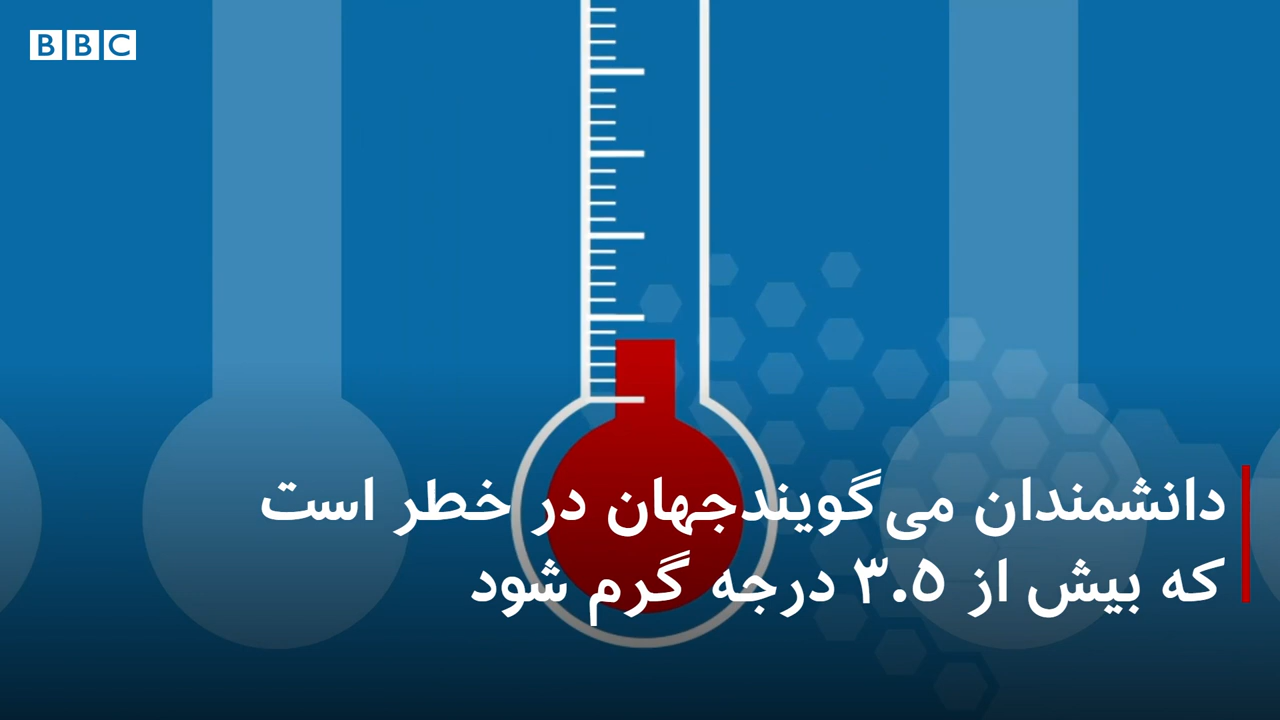 BBC
دانشمندان می‌گویندجهان در خطر است
که بیش از ۳.۵ درجه گرم شود